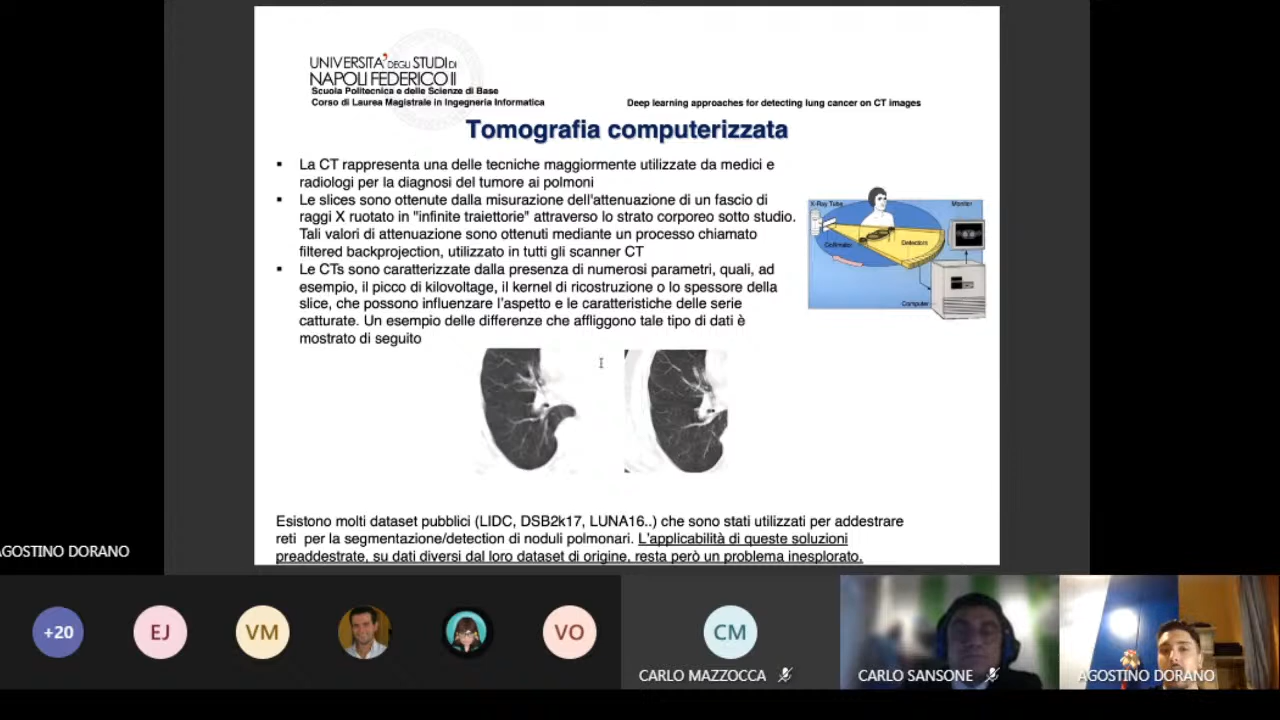 UNIVERSITA' DEGLI STUDI DI
NAPOLI FEDERICO II
Scuola Politecnica e delle Scienze di Base
Corso di Laurea Magistrale in Ingegneria Informatica
Deep learning approaches for detecting lung cancer on CT images
Tomografia computerizzata
▪ La CT rappresenta una delle tecniche maggiormente utilizzate da medici e
radiologi per la diagnosi del tumore ai polmoni
▪ Le slices sono ottenute dalla misurazione dell'attenuazione di un fascio di
raggi X ruotato in "infinite traiettorie" attraverso lo strato corporeo sotto studio.
Tali valori di attenuazione sono ottenuti mediante un processo chiamato
filtered backprojection, utilizzato in tutti gli scanner CT
▪ Le CTs sono caratterizzate dalla presenza di numerosi parametri, quali, ad
esempio, il picco di kilovoltage, il kernel di ricostruzione o lo spessore della
slice, che possono influenzare l'aspetto e le caratteristiche delle serie
catturate. Un esempio delle differenze che affliggono tale tipo di dati è
mostrato di seguito
X-Ray Tube
Monitor
Collimator
Detectors
Computer
Esistono molti dataset pubblici (LIDC, DSB2k17, LUNA16..) che sono stati utilizzati per addestrare
reti per la segmentazione/detection di noduli polmonari. L'applicabilità di queste soluzioni
preaddestrate, su dati diversi dal loro dataset di origine, resta però un problema inesplorato.
AGOSTINO DORANO
+20
EJ
VM
VO
CM
CARLO MAZZOCCA
CARLO SANSONE
AGOSTINO DORANO